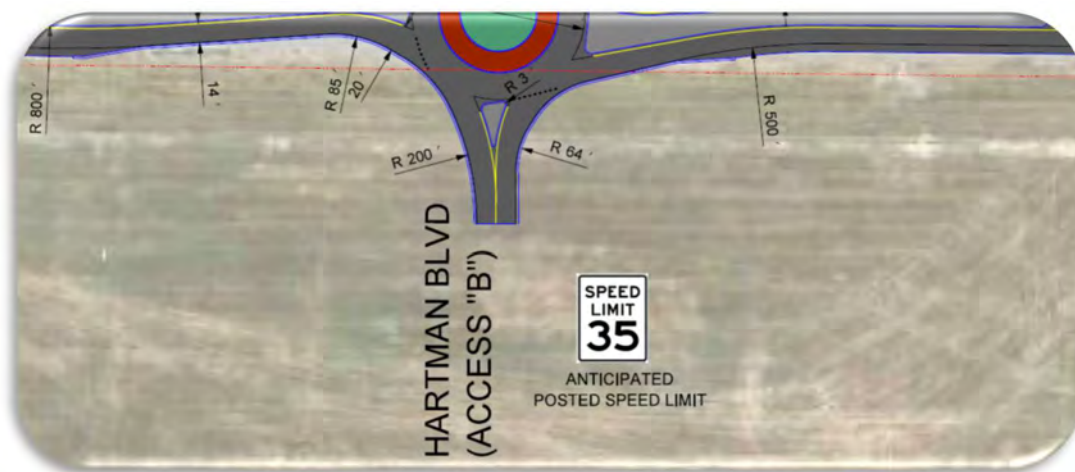 R 800 '
14 '
R 85 '
20 '
R 3 '
R 500 '
R 200 '
R 64 '
HARTMAN BLVD
(ACCESS "B")
SPEED
LIMIT
35
ANTICIPATED
POSTED SPEED LIMIT